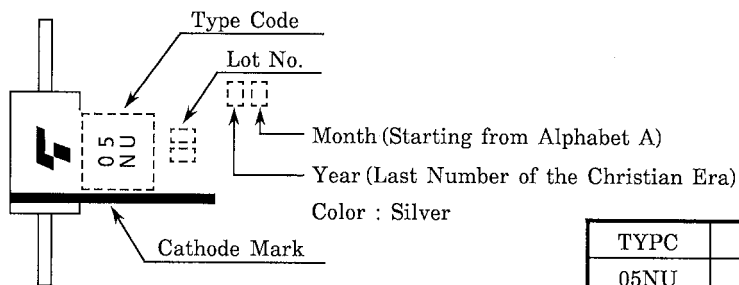 Type Code
Lot No.
05
NU
Month (Starting from Alphabet A)
Year (Last Number of the Christian Era)
Color : Silver
Cathode Mark
TYPC
05NU